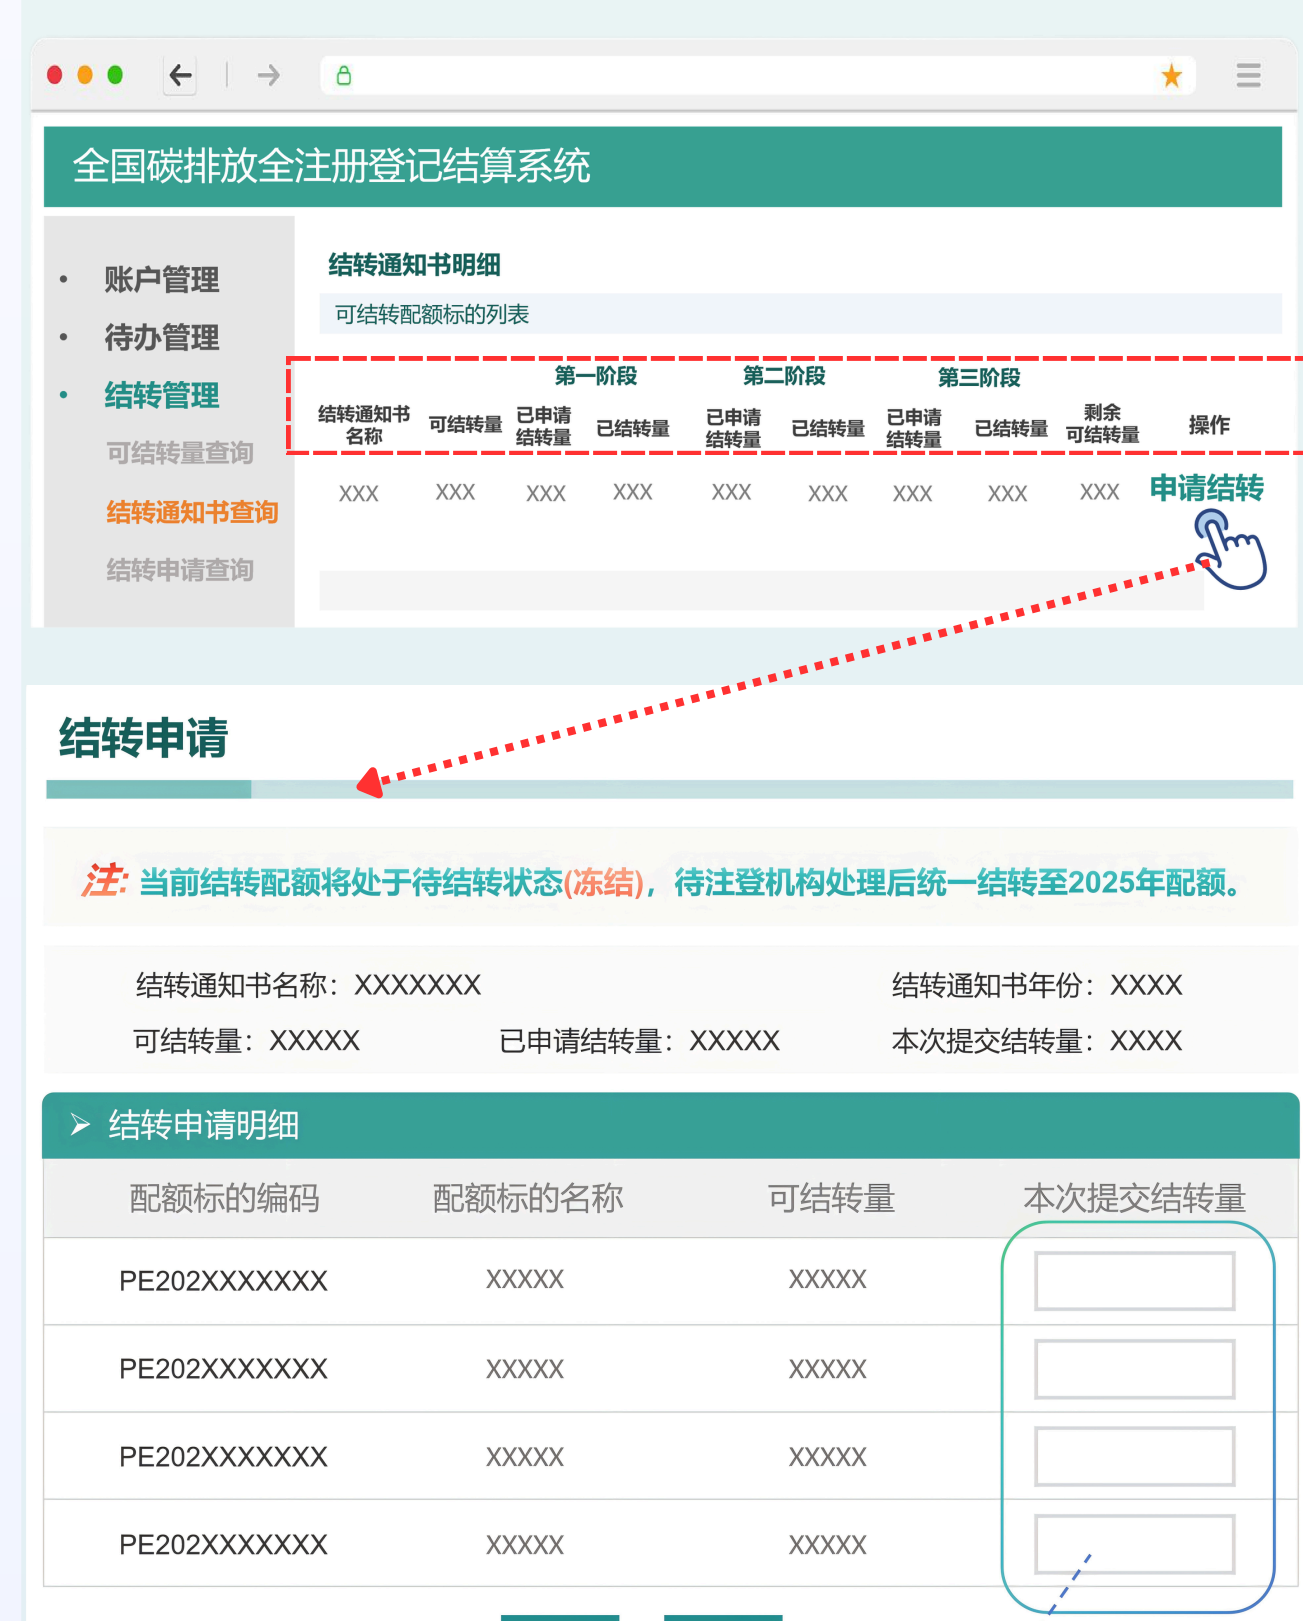 全国碳排放全注册登记结算系统
• 账户管理
• 待办管理
• 结转管理
可结转量查询
结转通知书查询
结转申请查询
结转通知书明细
可结转配额标的列表
第一阶段 第二阶段 第三阶段
结转通知书名称 可结转量 已申请结转量 已结转量 已申请结转量 已结转量 已申请结转量 已结转量 剩余可结转量 操作
XXX XXX XXX XXX XXX XXX XXX XXX XXX 申请结转
结转申请
注: 当前结转配额将处于待结转状态(冻结)，待注登机构处理后统一结转至2025年配额。
结转通知书名称：XXXXXXX 结转通知书年份：XXXX
可结转量：XXXXX 已申请结转量：XXXXX 本次提交结转量：XXXX
➢ 结转申请明细
配额标的编码 配额标的名称 可结转量 本次提交结转量
PE202XXXXXXX XXXXX XXXXX
PE202XXXXXXX XXXXX XXXXX
PE202XXXXXXX XXXXX XXXXX
PE202XXXXXXX XXXXX XXXXX